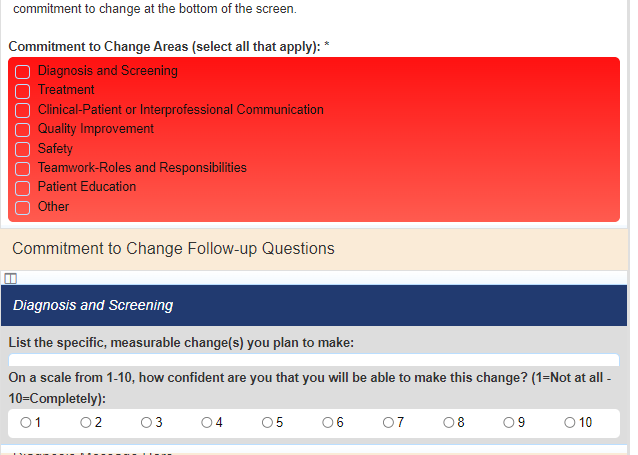 commitment to change at the bottom of the screen.
Commitment to Change Areas (select all that apply): *
Diagnosis and Screening
Treatment
Clinical-Patient or Interprofessional Communication
Quality Improvement
Safety
Teamwork-Roles and Responsibilities
Patient Education
Other
Commitment to Change Follow-up Questions
Diagnosis and Screening
List the specific, measurable change(s) you plan to make:
On a scale from 1-10, how confident are you that you will be able to make this change? (1=Not at all -
10=Completely):
1 2 3 4 5 6 7 8 9 10